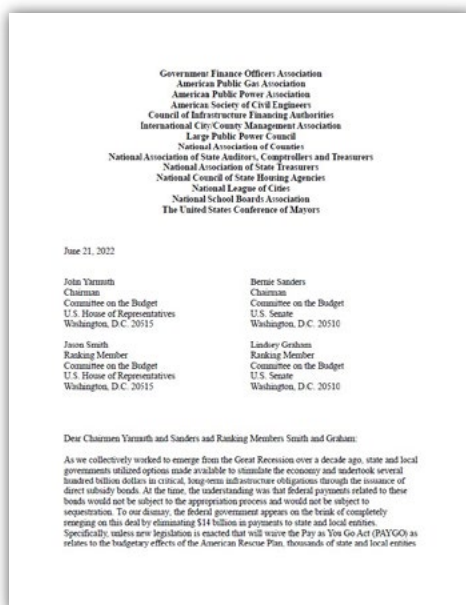 Government Finance Officers Association
American Public Gas Association
American Public Power Association
American Society of Civil Engineers
Council of Infrastructure Financing Authorities
International City/County Management Association
Large Public Power Council
National Association of Counties
National Association of State Auditors, Comptrollers and Treasurers
National Association of State Treasurers
National Council of State Housing Agencies
National League of Cities
National School Boards Association
The United States Conference of Mayors
June 21, 2022
John Yarmuth
Chairman
Committee on the Budget
U.S. House of Representatives
Washington, D.C. 20515
Bernie Sanders
Chairman
Committee on the Budget
U.S. Senate
Washington, D.C. 20510
Jason Smith
Ranking Member
Committee on the Budget
U.S. House of Representatives
Washington, D.C. 20515
Lindsey Graham
Ranking Member
Committee on the Budget
U.S. Senate
Washington, D.C. 20510
Dear Chairmen Yarmuth and Sanders and Ranking Members Smith and Graham:
As we collectively worked to emerge from the Great Recession over a decade ago, state and local
governments utilized options made available to stimulate the economy and undertook several
hundred billion dollars in critical, long-term infrastructure obligations through the issuance of
direct subsidy bonds. At the time, the understanding was that federal payments related to these
bonds would not be subject to the appropriation process and would not be subject to
sequestration. To our dismay, the federal government appears on the brink of completely
reneging on this deal by eliminating $14 billion in payments to state and local entities.
Specifically, unless new legislation is enacted that will waive the Pay as You Go Act (PAYGO) as
relates to the budgetary effects of the American Rescue Plan, thousands of state and local entities